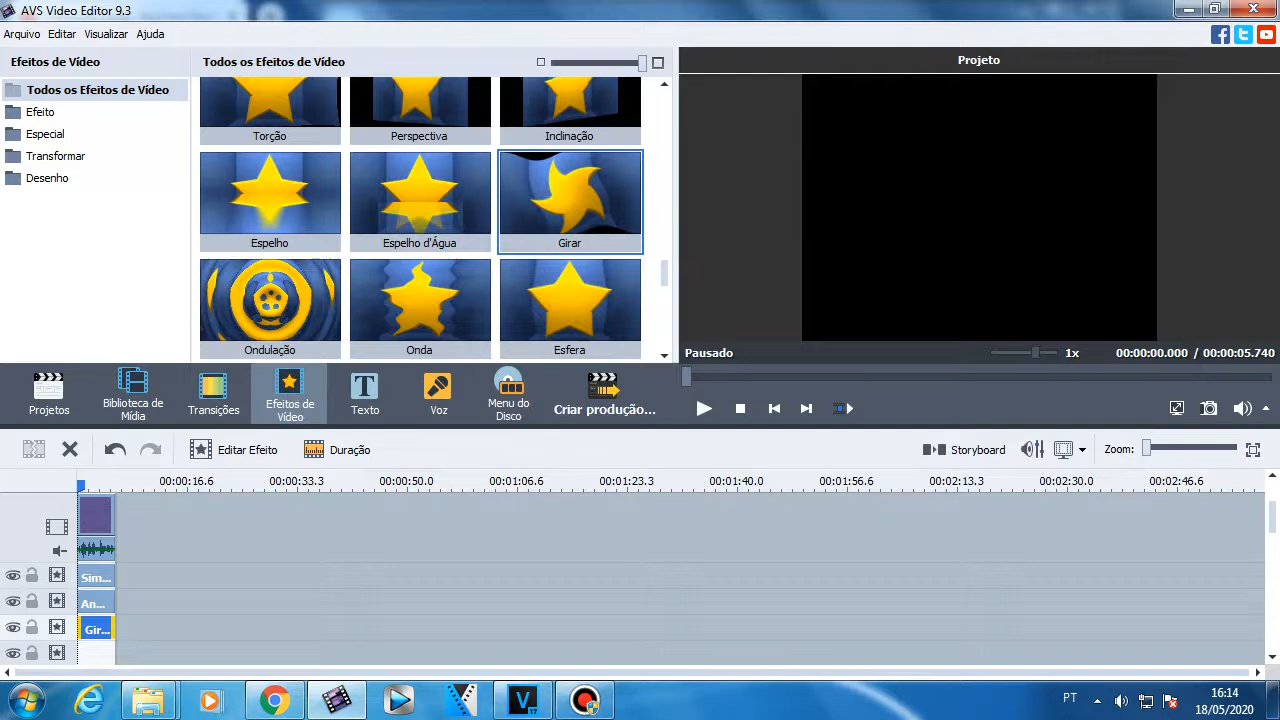 AVS Video Editor 9.3
Arquivo Editar Visualizar Ajuda
Efeitos de Vídeo
Todos os Efeitos de Vídeo
Efeito
Especial
Transformar
Desenho
Todos os Efeitos de Vídeo
Torção Perspectiva Inclinação
Espelho Espelho d'Água Girar
Ondulação Onda Esfera
Projeto
Pausado 1x 00:00:00.000 / 00:00:05.740
Projetos
Biblioteca de
Mídia
Transições
Efeitos de
Vídeo
Texto
Voz
Menu do
Disco
Criar produção...
Editar Efeito Duração Storyboard Zoom:
00:00:16.6 00:00:33.3 00:00:50.0 00:01:06.6 00:01:23.3 00:01:40.0 00:01:56.6 00:02:13.3 00:02:30.0 00:02:46.6
Sim...
An...
Gir...
PT 16:14
18/05/2020